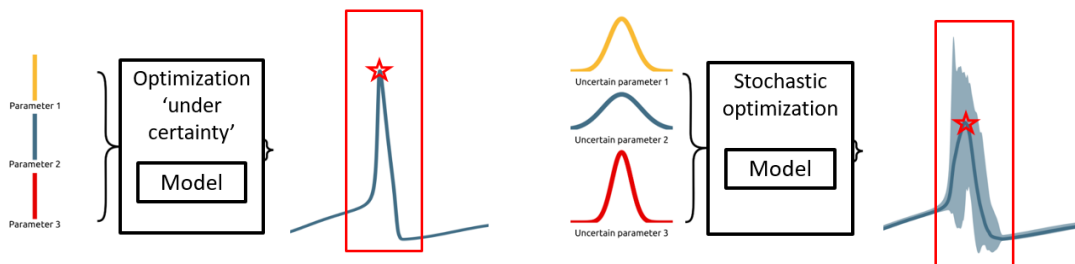 Parameter 1
Parameter 2
Parameter 3
Optimization
‘under
certainty’
Model
Uncertain parameter 1
Uncertain parameter 2
Uncertain parameter 3
Stochastic
optimization
Model